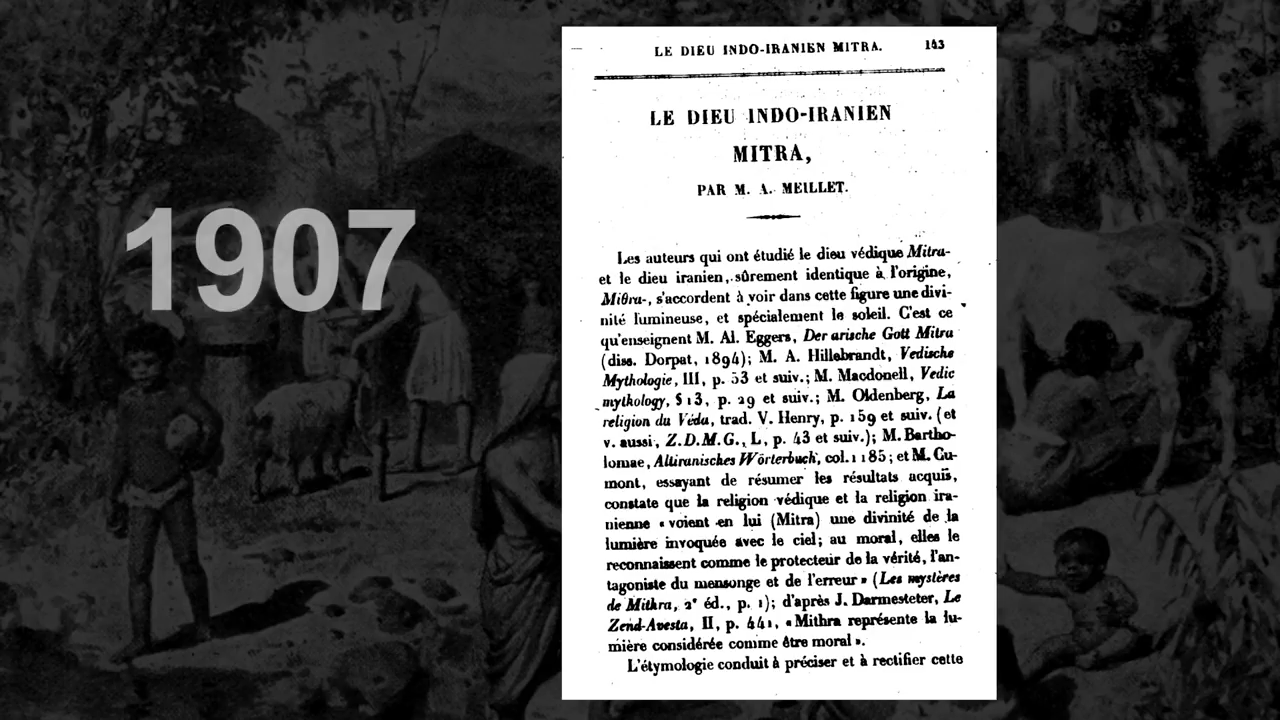 1907
LE DIEU INDO-IRANIEN MITRA. 143
LE DIEU INDO-IRANIEN
MITRA,
PAR M. A. MEILLET.
Les auteurs qui ont étudié le dieu védique Mitra-
et le dieu iranien, sûrement identique à l'origine,
Miθra-, s'accordent à voir dans cette figure une divi-
nité lumineuse, et spécialement le soleil. C'est ce
qu'enseignent M. Al. Eggers, Der arische Gott Mitra
(diss. Dorpat, 1894); M. A. Hillebrandt, Vedische
Mythologie, III, p. 53 et suiv.; M. Macdonell, Vedic
mythology, § 13, p. 29 et suiv.; M. Oldenberg, La
religion du Véda, trad. V. Henry, p. 159 et suiv. (et
v. aussi, Z.D.M.G., L, p. 43 et suiv.); M. Bartho-
lomae, Altiranisches Wörterbuch, col. 1185; et M. Cu-
mont, essayant de résumer les résultats acquis,
constate que la religion védique et la religion ira-
nienne « voient en lui (Mitra) une divinité de la
lumière invoquée avec le ciel; au moral, elles le
reconnaissent comme le protecteur de la vérité, l'an-
tagoniste du mensonge et de l'erreur » (Les mystères
de Mithra, 2e éd., p. 1); d'après J. Darmesteter, Le
Zend-Avesta, II, p. 441, « Mithra représente la lu-
mière considérée comme être moral ».
L'étymologie conduit à préciser et à rectifier cette